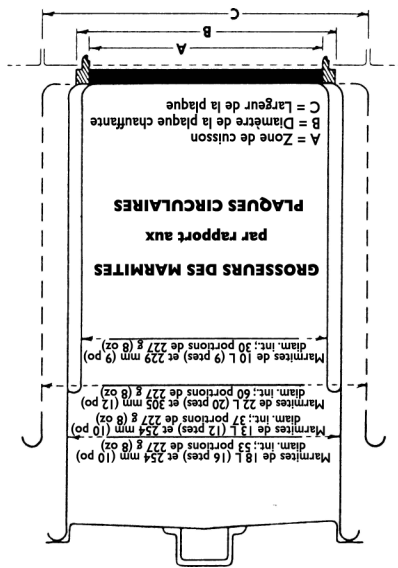 Marmites de 18 L (16 ptes) et 254 mm (10 po)
diam. int.; 53 portions de 227 g (8 oz)
Marmites de 13 L (12 ptes) et 254 mm (10 po)
diam. int.; 37 portions de 227 g (8 oz)
Marmites de 22 L (20 ptes) et 305 mm (12 po)
diam. int.; 60 portions de 227 g (8 oz)
Marmites de 10 L (9 ptes) et 229 mm (9 po)
diam. int.; 30 portions de 227 g (8 oz)
GROSSEURS DES MARMITES
par rapport aux
PLAQUES CIRCULAIRES
A = Zone de cuisson
B = Diamètre de la plaque chauffante
C = Largeur de la plaque
A
B
C